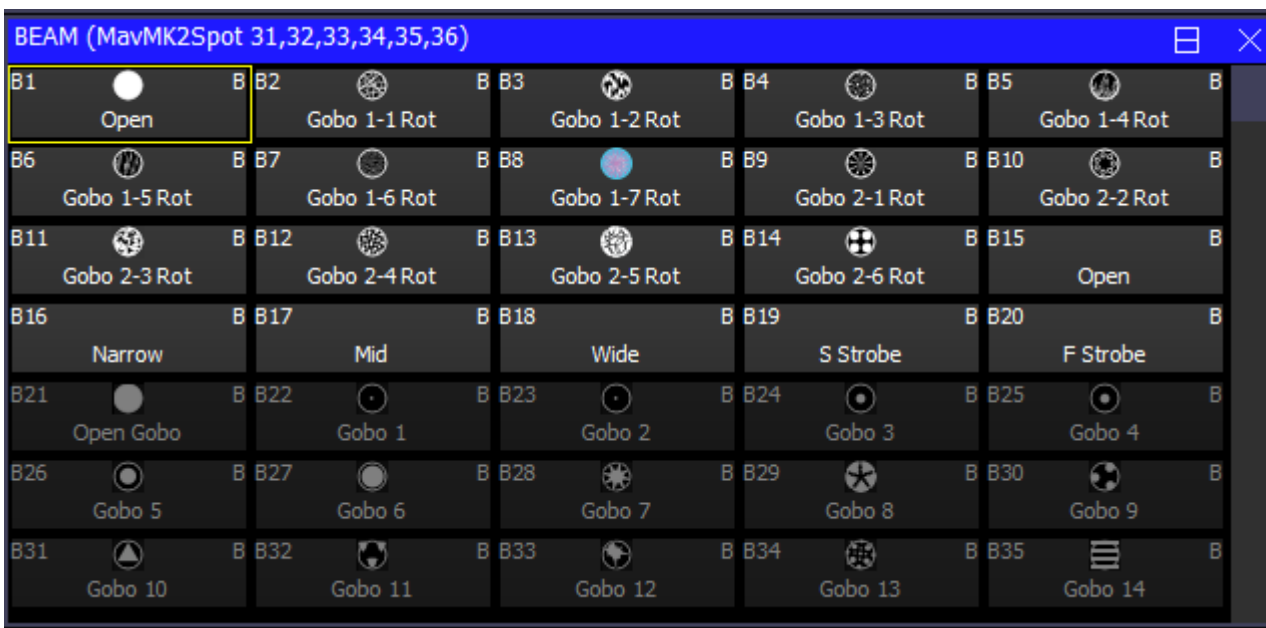 BEAM (MavMK2Spot 31,32,33,34,35,36)
B1 B B2 B B3 B B4 B B5 B
Open Gobo 1-1 Rot Gobo 1-2 Rot Gobo 1-3 Rot Gobo 1-4 Rot
B6 B B7 B B8 B B9 B B10 B
Gobo 1-5 Rot Gobo 1-6 Rot Gobo 1-7 Rot Gobo 2-1 Rot Gobo 2-2 Rot
B11 B B12 B B13 B B14 B B15 B
Gobo 2-3 Rot Gobo 2-4 Rot Gobo 2-5 Rot Gobo 2-6 Rot Open
B16 B B17 B B18 B B19 B B20 B
Narrow Mid Wide S Strobe F Strobe
B21 B B22 B B23 B B24 B B25 B
Open Gobo Gobo 1 Gobo 2 Gobo 3 Gobo 4
B26 B B27 B B28 B B29 B B30 B
Gobo 5 Gobo 6 Gobo 7 Gobo 8 Gobo 9
B31 B B32 B B33 B B34 B B35 B
Gobo 10 Gobo 11 Gobo 12 Gobo 13 Gobo 14